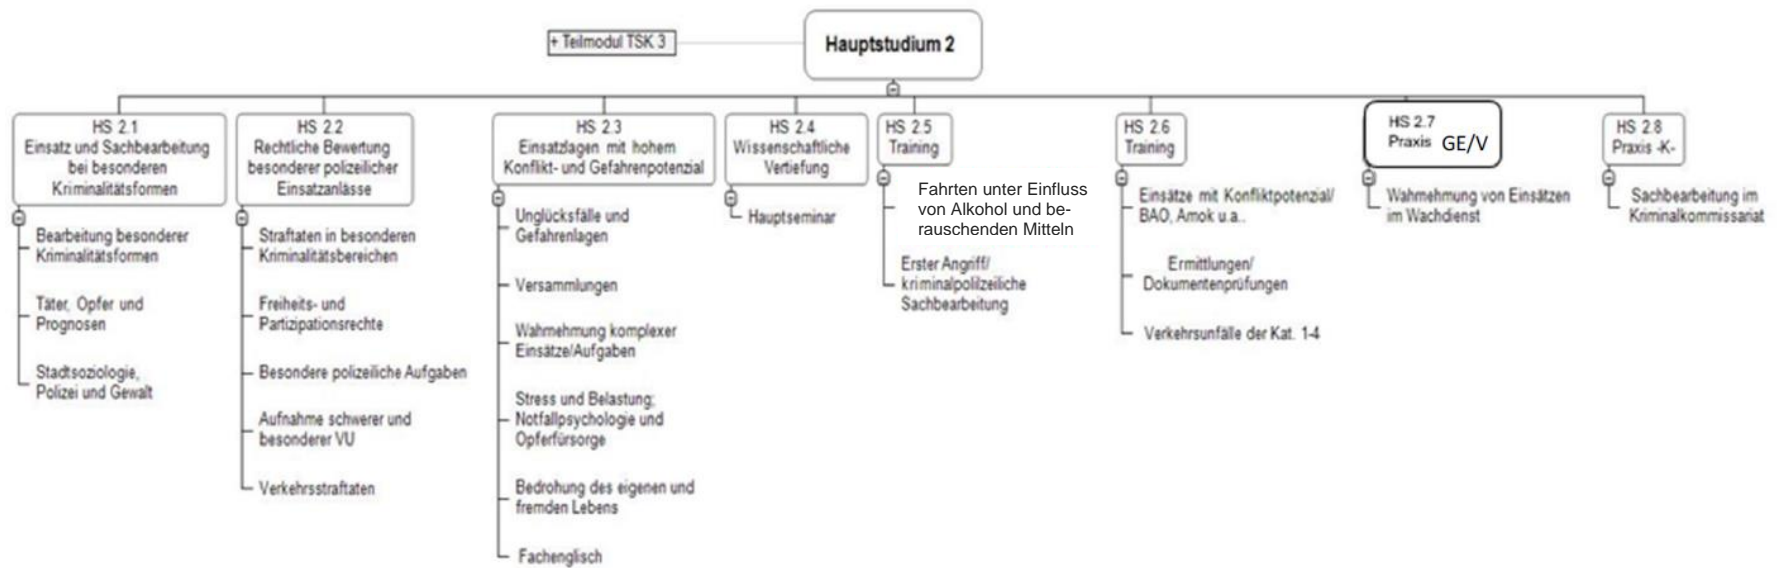 + Teilmodul TSK 3
Hauptstudium 2
HS 2.1
Einsatz und Sachbearbeitung
bei besonderen
Kriminalitätsformen
Bearbeitung besonderer
Kriminalitätsformen
Täter, Opfer und
Prognosen
Stadtsoziologie,
Polizei und Gewalt
HS 2.2
Rechtliche Bewertung
besonderer polizeilicher
Einsatzanlässe
Straftaten in besonderen
Kriminalitätsbereichen
Freiheits- und
Partizipationsrechte
Besondere polizeiliche Aufgaben
Aufnahme schwerer und
besonderer VU
Verkehrsstraftaten
HS 2.3
Einsatzlagen mit hohem
Konflikt- und Gefahrenpotenzial
Unglücksfälle und
Gefahrenlagen
Versammlungen
Wahrnehmung komplexer
Einsätze/Aufgaben
Stress und Belastung;
Notfallpsychologie und
Opferfürsorge
Bedrohung des eigenen und
fremden Lebens
Fachenglisch
HS 2.4
Wissenschaftliche
Vertiefung
Hauptseminar
HS 2.5
Training
Fahrten unter Einfluss
von Alkohol und be-
rauschenden Mitteln
Erster Angriff/
kriminalpolilzeiliche
Sachbearbeitung
HS 2.6
Training
Einsätze mit Konfliktpotenzial/
BAO, Amok u.a..
Ermittlungen/
Dokumentenprüfungen
Verkehrsunfälle der Kat. 1-4
HS 2.7
Praxis GE/V
Wahrnehmung von Einsätzen
im Wachdienst
HS 2.8
Praxis -K-
Sachbearbeitung im
Kriminalkommissariat